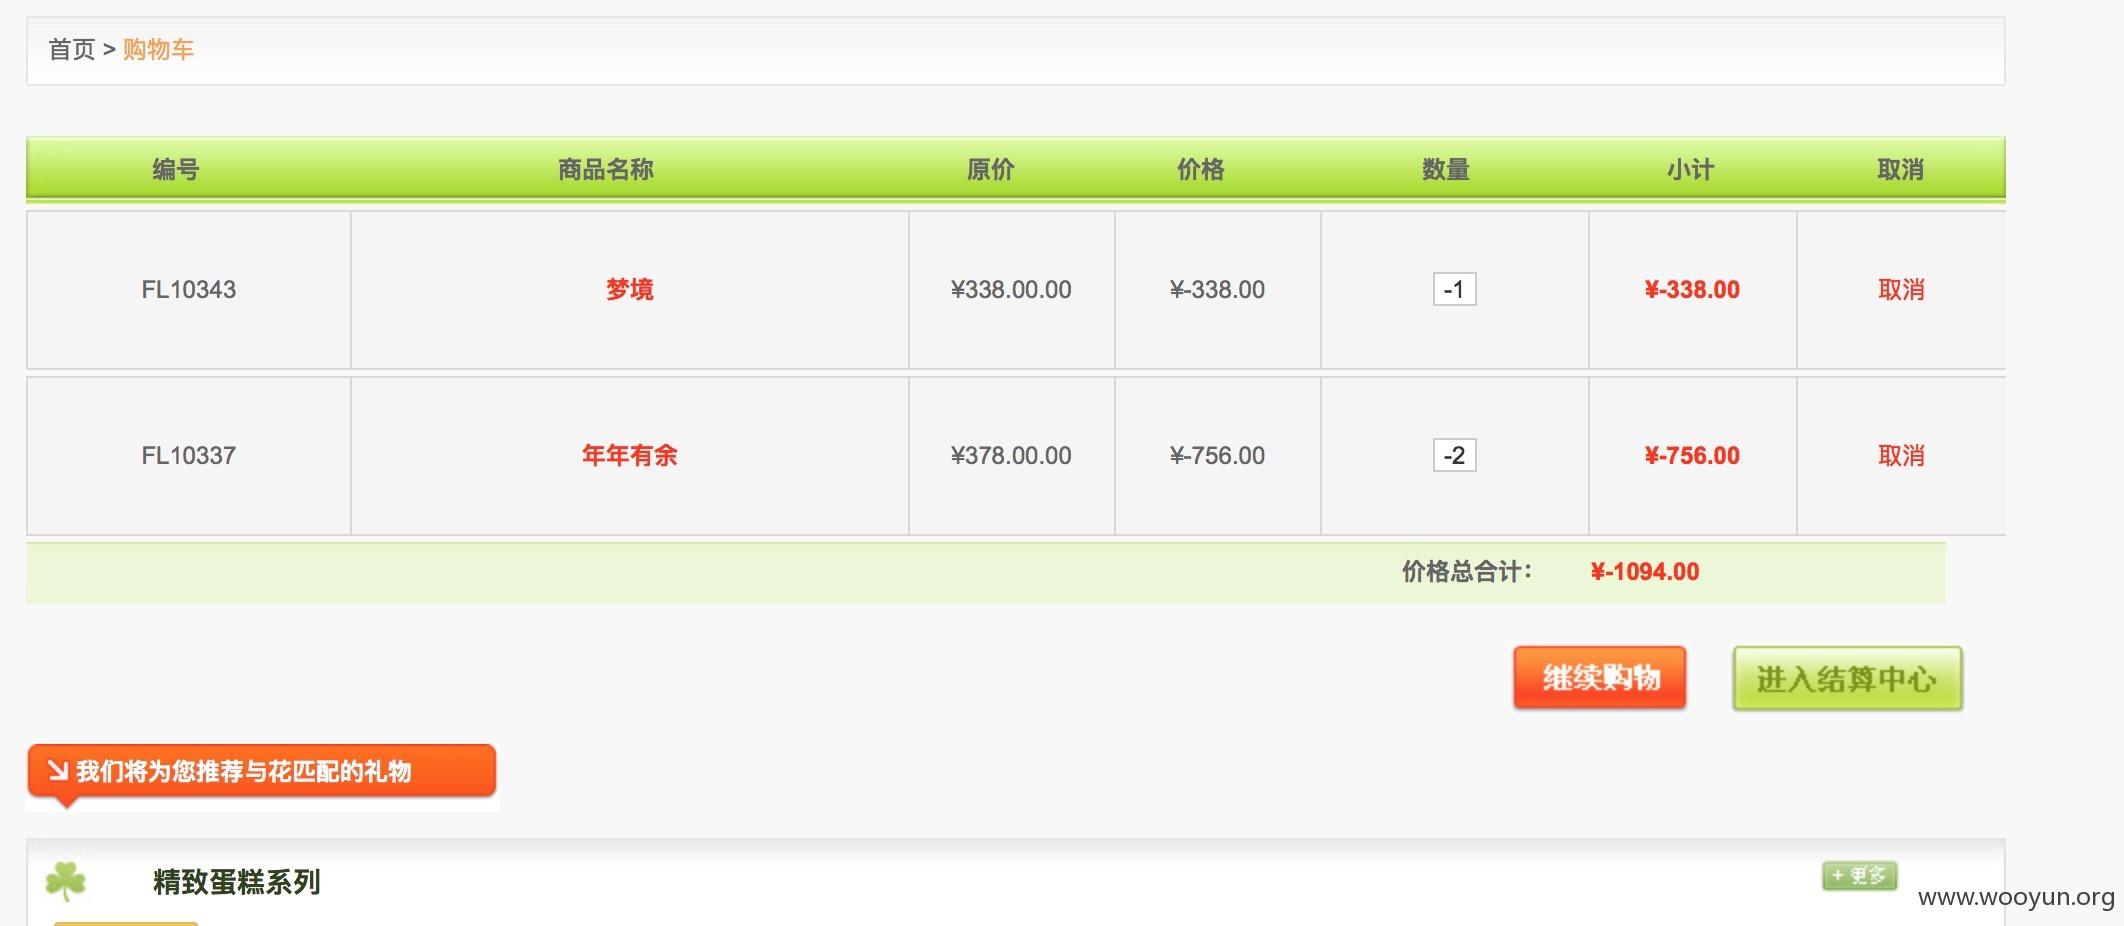 首页 > 购物车
编号 商品名称 原价 价格 数量 小计 取消
FL10343 梦境 ¥338.00.00 ¥-338.00 -1 ¥-338.00 取消
FL10337 年年有余 ¥378.00.00 ¥-756.00 -2 ¥-756.00 取消
价格总合计： ¥-1094.00
继续购物 进入结算中心
我们将为您推荐与花匹配的礼物
精致蛋糕系列 + 更多
www.wooyun.org